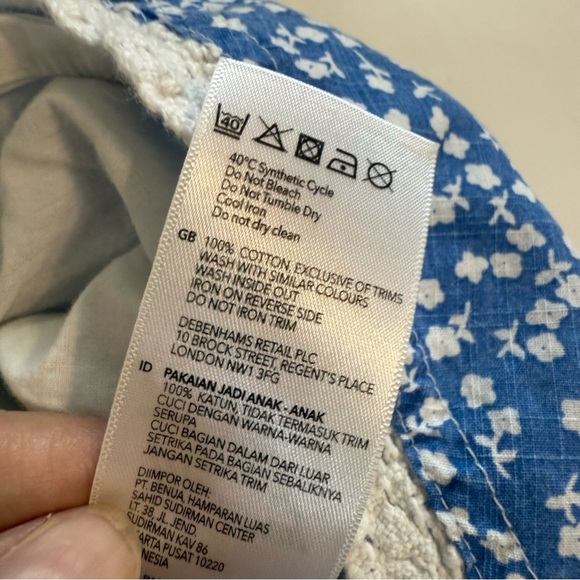 40
40°C Synthetic Cycle
Do Not Bleach
Do Not Tumble Dry
Cool Iron
Do not dry clean
GB 100% COTTON, EXCLUSIVE OF TRIMS
WASH WITH SIMILAR COLOURS
WASH INSIDE OUT
IRON ON REVERSE SIDE
DO NOT IRON TRIM
DEBENHAMS RETAIL PLC
10 BROCK STREET, REGENT'S PLACE
LONDON NW1 3FG
ID PAKAIAN JADI ANAK - ANAK
100% KATUN, TIDAK TERMASUK TRIM
CUCI DENGAN WARNA-WARNA
SERUPA
CUCI BAGIAN DALAM DARI LUAR
SETRIKA PADA BAGIAN SEBALIKNYA
JANGAN SETRIKA TRIM
DIIMPOR OLEH:
PT. BENUA HAMPARAN LUAS
SAHID SUDIRMAN CENTER
LT. 38 JL JEND
SUDIRMAN KAV 86
KARTA PUSAT 10220
NESIA